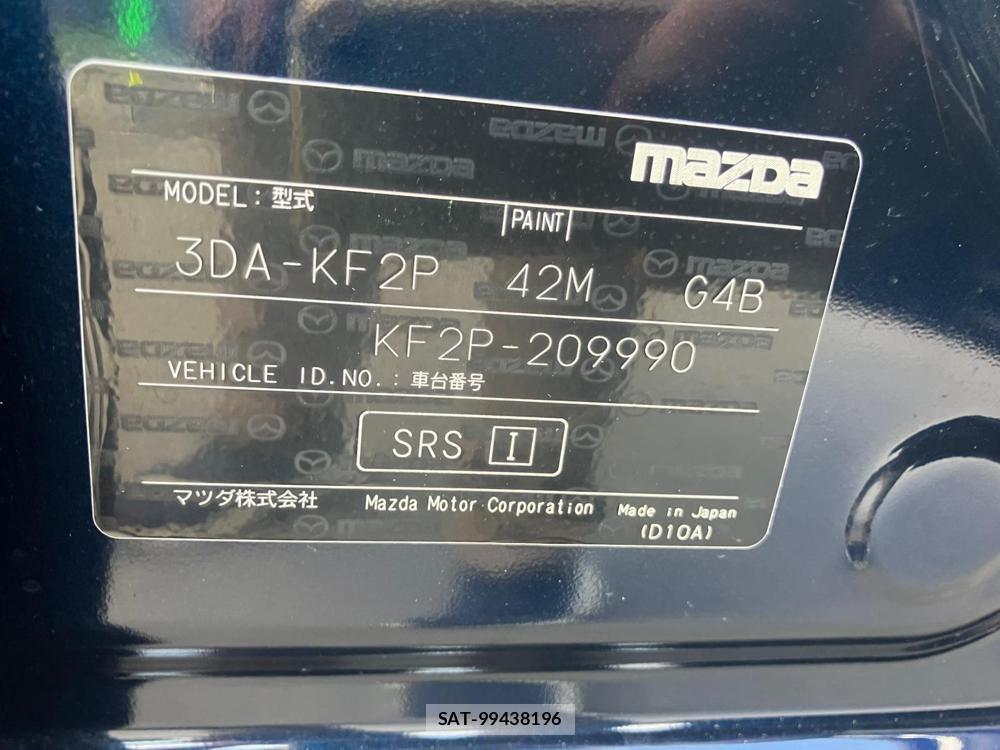 mazda
MODEL : 型式
PAINT
3DA-KF2P 42M G4B
KF2P-209990
VEHICLE ID.NO. : 車台番号
SRS I
マツダ株式会社 Mazda Motor Corporation Made in Japan
(D10A)
SAT-99438196